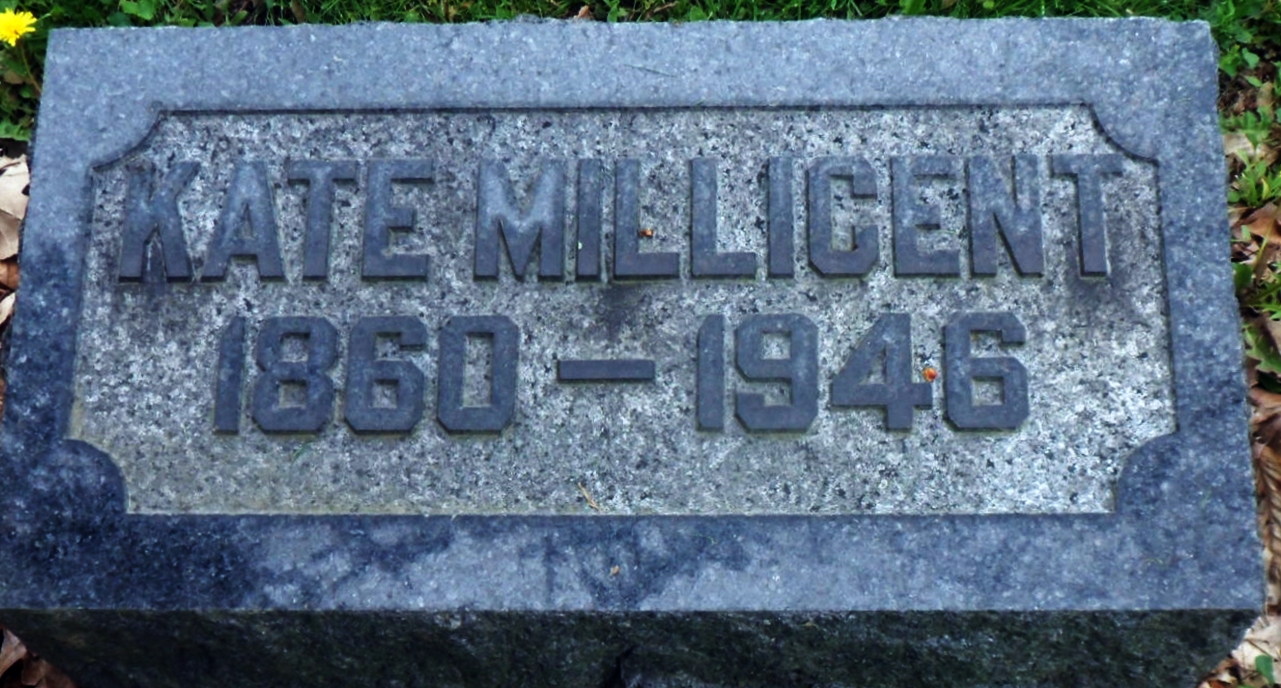 KATE MILLICENT
1860 — 1946